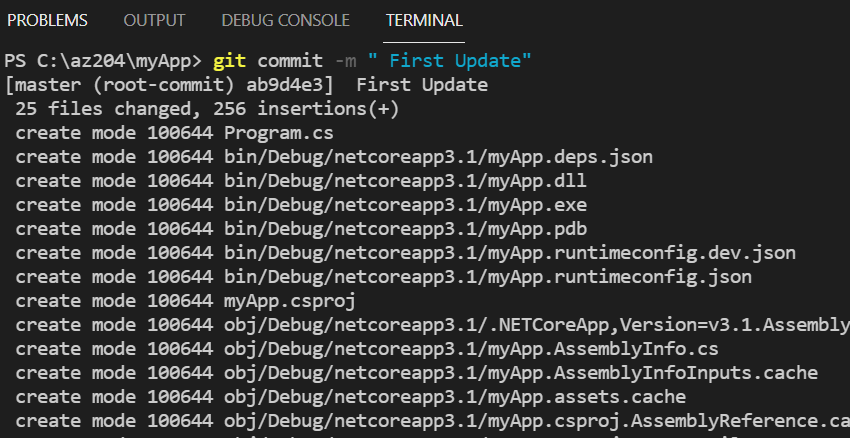 PROBLEMS OUTPUT DEBUG CONSOLE TERMINAL
PS C:\az204\myApp> git commit -m " First Update"
[master (root-commit) ab9d4e3]  First Update
 25 files changed, 256 insertions(+)
 create mode 100644 Program.cs
 create mode 100644 bin/Debug/netcoreapp3.1/myApp.deps.json
 create mode 100644 bin/Debug/netcoreapp3.1/myApp.dll
 create mode 100644 bin/Debug/netcoreapp3.1/myApp.exe
 create mode 100644 bin/Debug/netcoreapp3.1/myApp.pdb
 create mode 100644 bin/Debug/netcoreapp3.1/myApp.runtimeconfig.dev.json
 create mode 100644 bin/Debug/netcoreapp3.1/myApp.runtimeconfig.json
 create mode 100644 myApp.csproj
 create mode 100644 obj/Debug/netcoreapp3.1/.NETCoreApp,Version=v3.1.Assembly
 create mode 100644 obj/Debug/netcoreapp3.1/myApp.AssemblyInfo.cs
 create mode 100644 obj/Debug/netcoreapp3.1/myApp.AssemblyInfoInputs.cache
 create mode 100644 obj/Debug/netcoreapp3.1/myApp.assets.cache
 create mode 100644 obj/Debug/netcoreapp3.1/myApp.csproj.AssemblyReference.ca